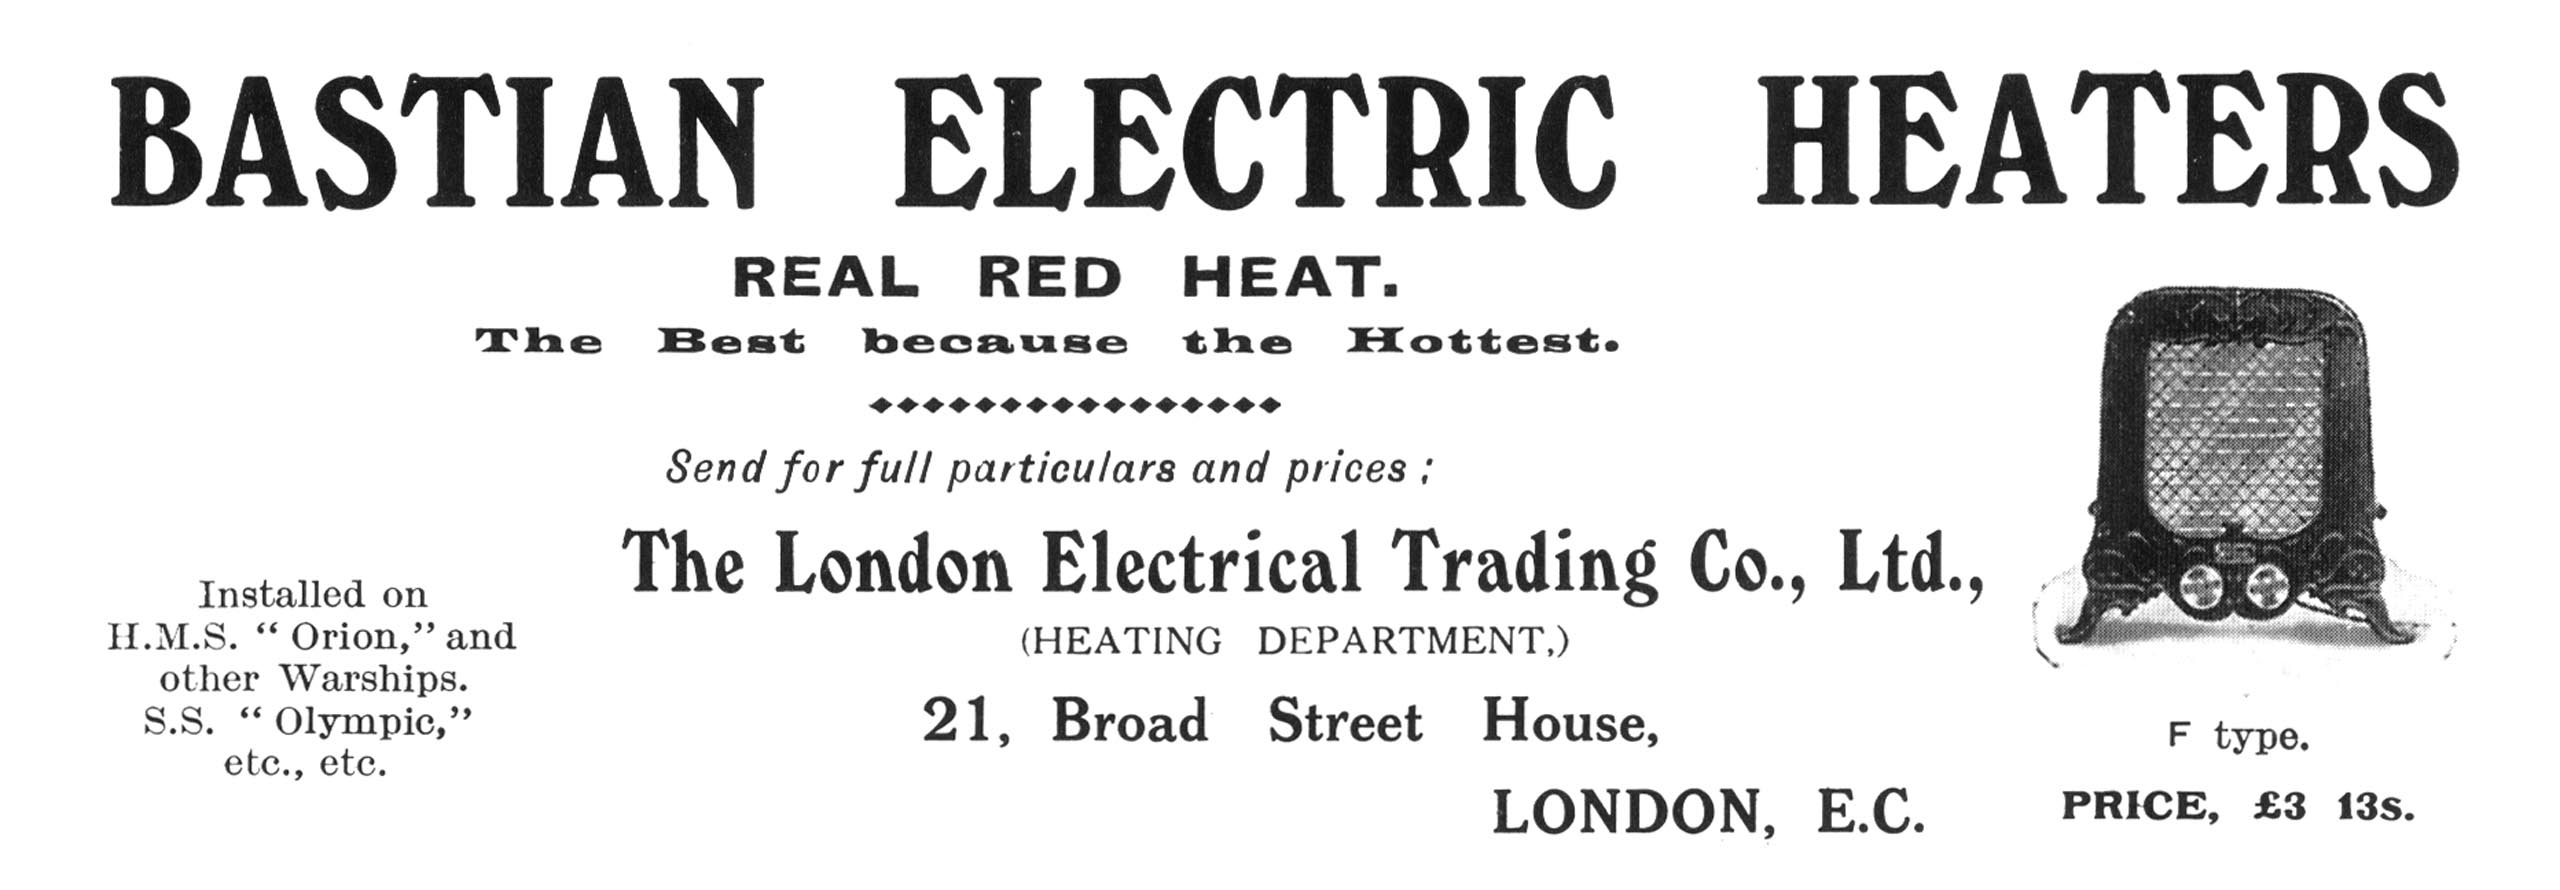 BASTIAN ELECTRIC HEATERS
REAL RED HEAT.
The Best because the Hottest.
Send for full particulars and prices ;
The London Electrical Trading Co., Ltd.,
(HEATING DEPARTMENT,)
21, Broad Street House,
LONDON, E.C.
Installed on
H.M.S. “ Orion,” and
other Warships.
S.S. “ Olympic,”
etc., etc.
F type.
PRICE, £3 13s.